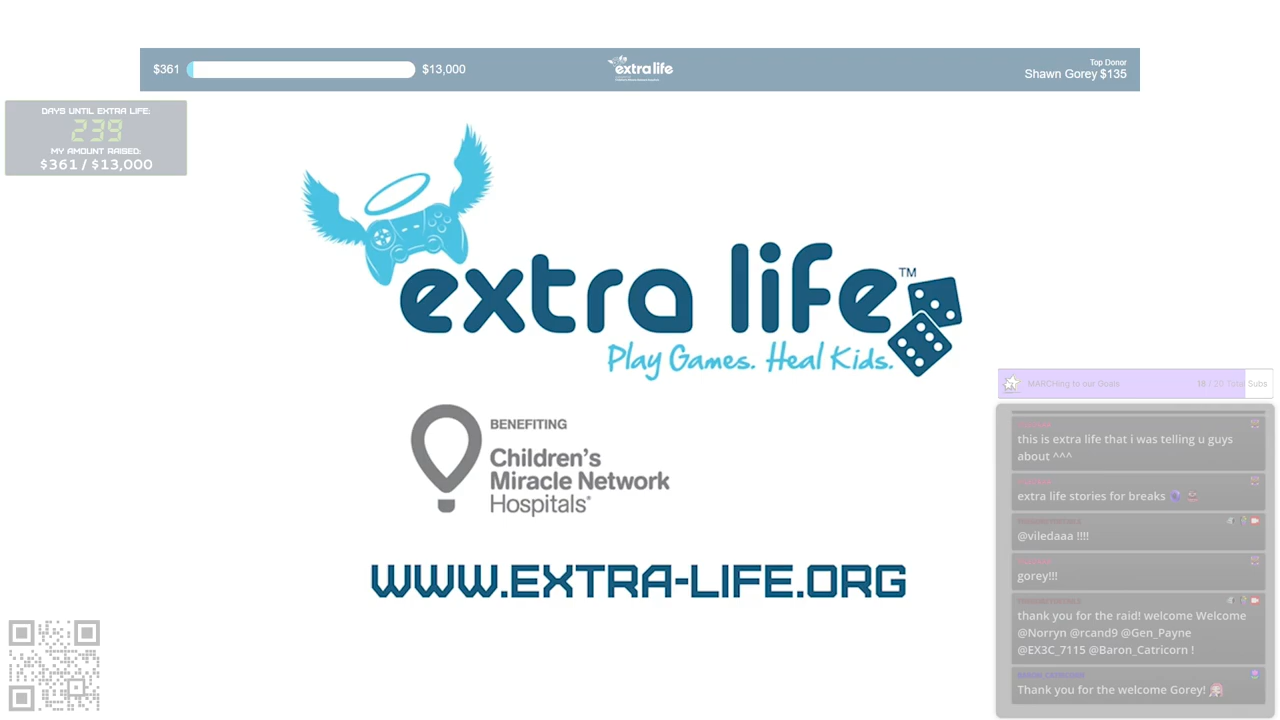 $361
$13,000
extra life
Top Donor
Shawn Gorey $135
DAYS UNTIL EXTRA LIFE:
239
MY AMOUNT RAISED:
$361 / $13,000
extra life™
Play Games. Heal Kids.
BENEFITING
Children's
Miracle Network
Hospitals®
WWW.EXTRA-LIFE.ORG
MARCHing to our Goals
18 / 20 Total Subs
this is extra life that i was telling u guys
about ^^^
extra life stories for breaks
@viledaaa !!!!
gorey!!!
thank you for the raid! welcome Welcome
@Norryn @rcand9 @Gen_Payne
@EX3C_7115 @Baron_Catricorn !
Thank you for the welcome Gorey!